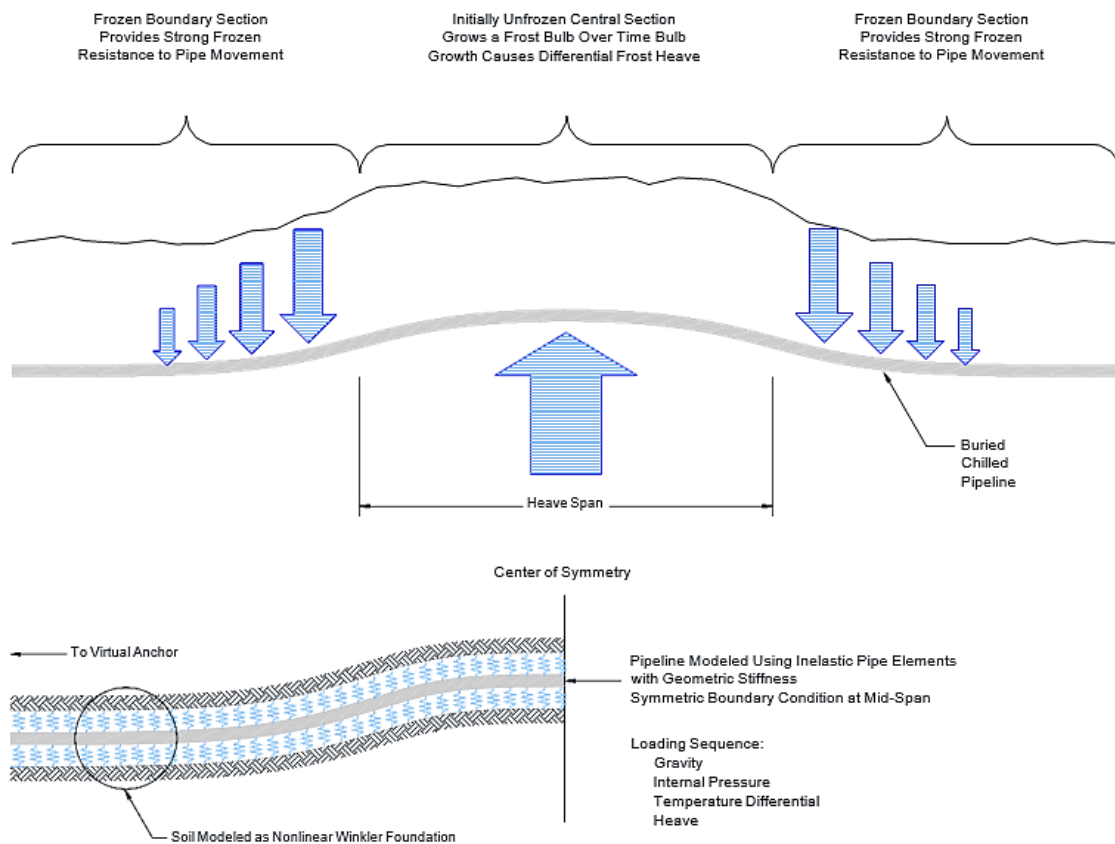 Frozen Boundary Section
Provides Strong Frozen
Resistance to Pipe Movement
Initially Unfrozen Central Section
Grows a Frost Bulb Over Time Bulb
Growth Causes Differential Frost Heave
Frozen Boundary Section
Provides Strong Frozen
Resistance to Pipe Movement
Buried
Chilled
Pipeline
Heave Span
Center of Symmetry
To Virtual Anchor
Pipeline Modeled Using Inelastic Pipe Elements
with Geometric Stiffness
Symmetric Boundary Condition at Mid-Span
Loading Sequence:
Gravity
Internal Pressure
Temperature Differential
Heave
Soil Modeled as Nonlinear Winkler Foundation